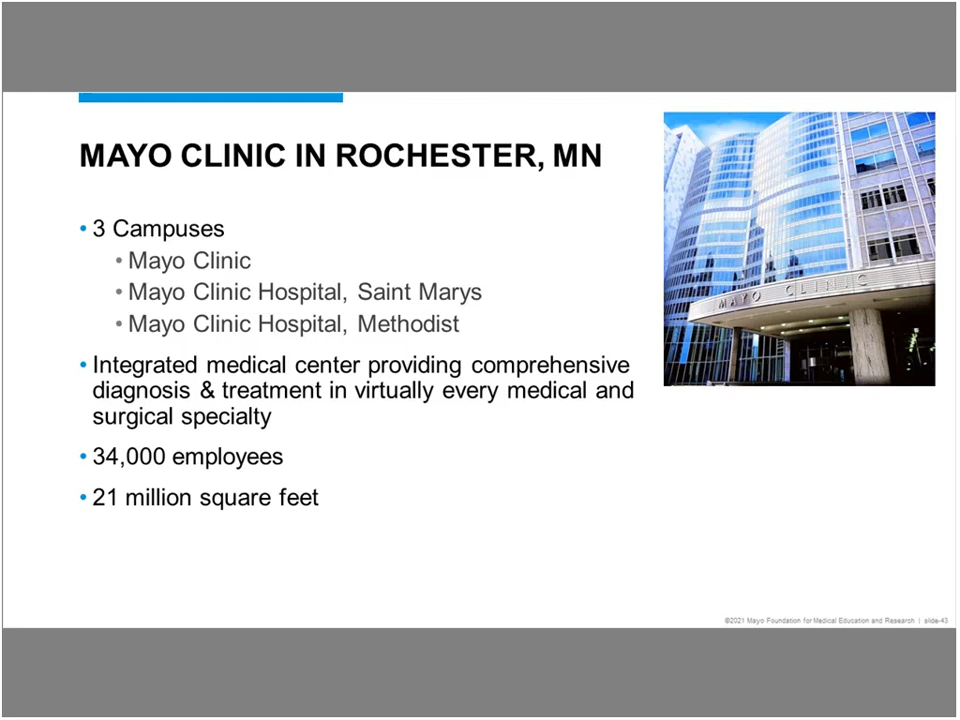 MAYO CLINIC IN ROCHESTER, MN
• 3 Campuses
• Mayo Clinic
• Mayo Clinic Hospital, Saint Marys
• Mayo Clinic Hospital, Methodist
• Integrated medical center providing comprehensive
diagnosis & treatment in virtually every medical and
surgical specialty
• 34,000 employees
• 21 million square feet
MAYO CLINIC
©2021 Mayo Foundation for Medical Education and Research | slide-43